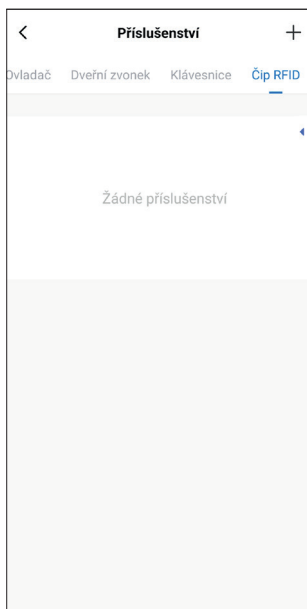 Příslušenství
Ovladač Dveřní zvonek Klávesnice Čip RFID
Žádné příslušenství